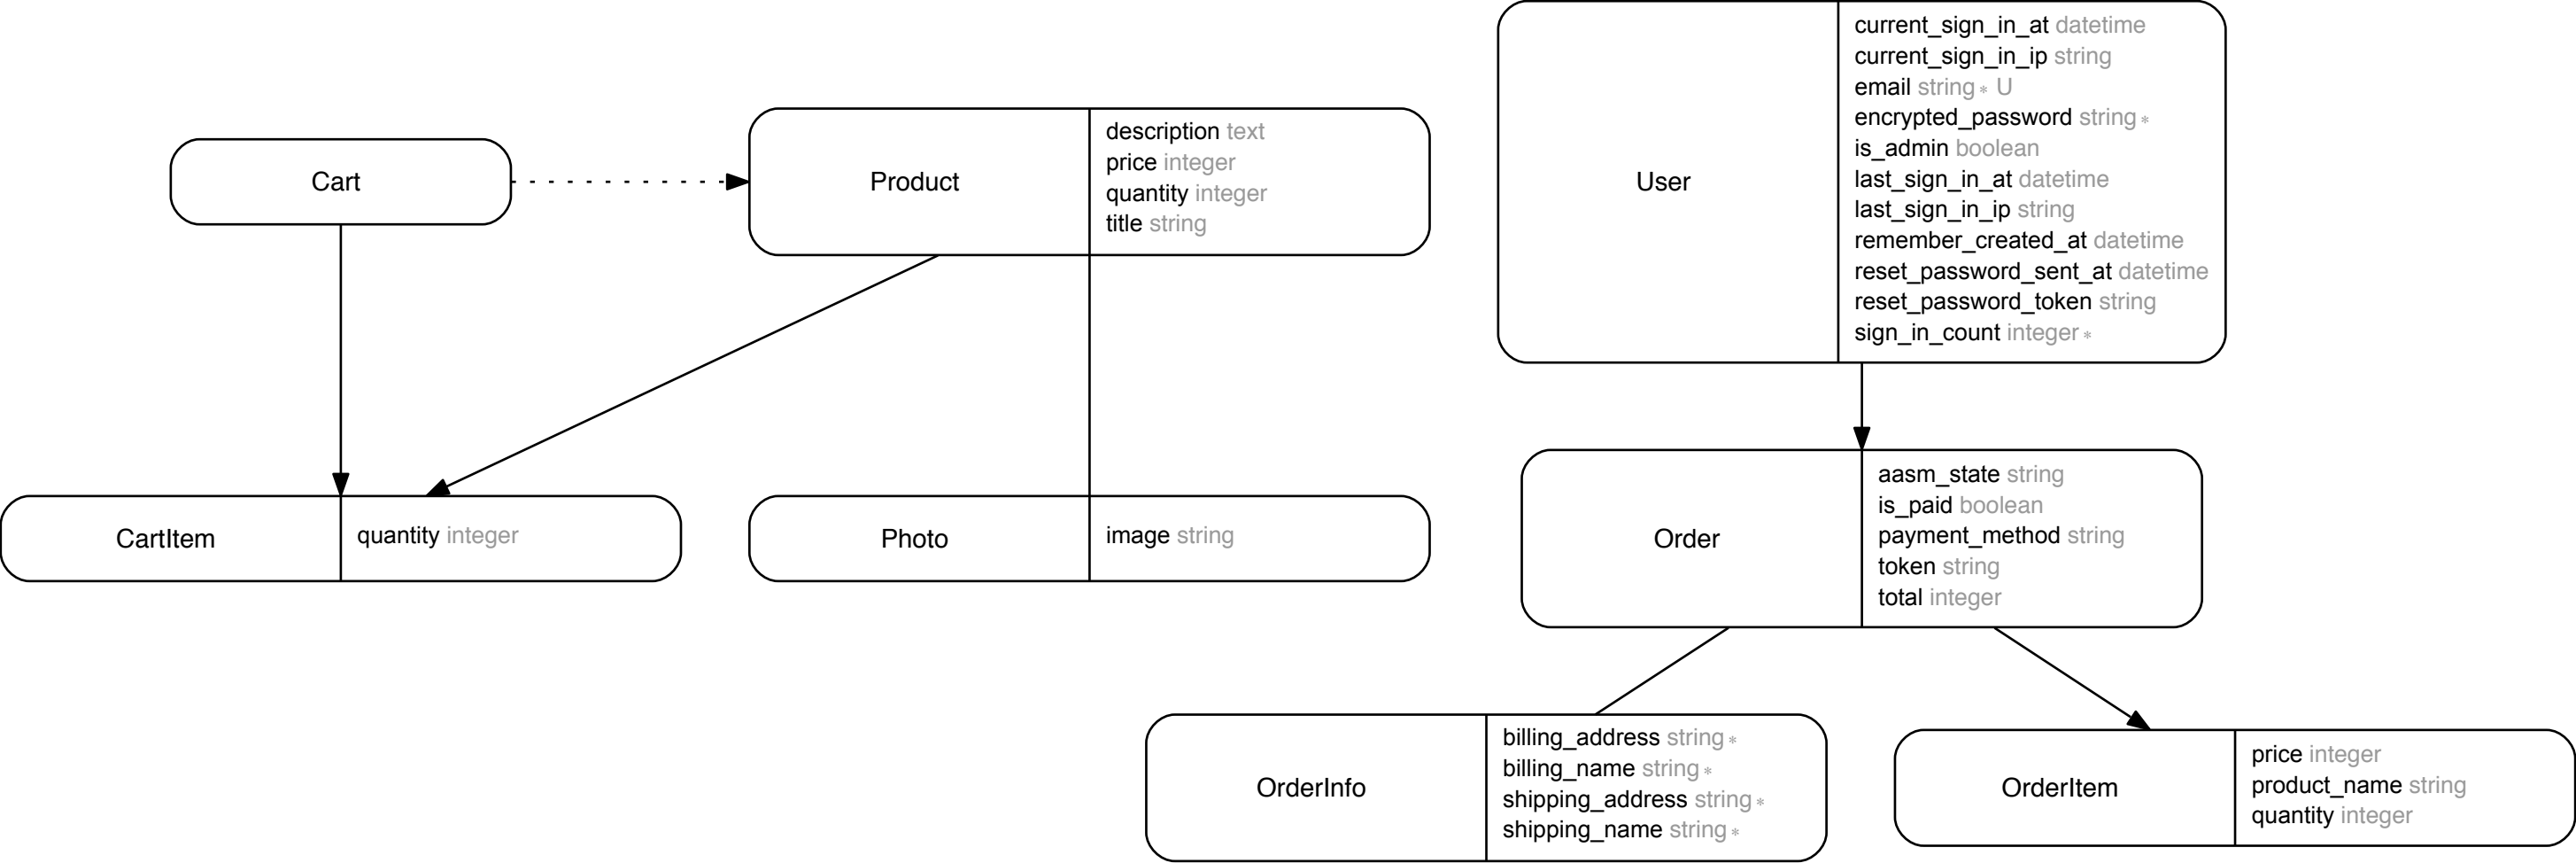 Cart
Product
description text
price integer
quantity integer
title string
User
current_sign_in_at datetime
current_sign_in_ip string
email string∗ U
encrypted_password string∗
is_admin boolean
last_sign_in_at datetime
last_sign_in_ip string
remember_created_at datetime
reset_password_sent_at datetime
reset_password_token string
sign_in_count integer∗
CartItem
quantity integer
Photo
image string
Order
aasm_state string
is_paid boolean
payment_method string
token string
total integer
OrderInfo
billing_address string∗
billing_name string∗
shipping_address string∗
shipping_name string∗
OrderItem
price integer
product_name string
quantity integer